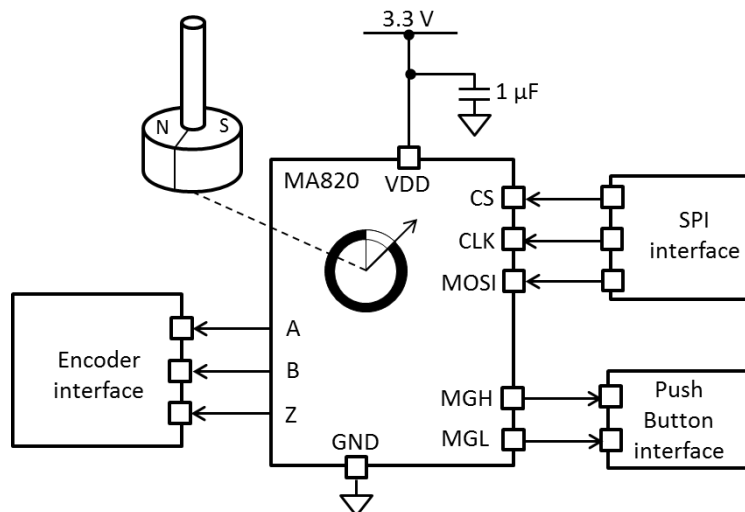 3.3 V
1 µF
N
S
MA820
VDD
CS
CLK
MOSI
SPI
interface
A
B
Z
Encoder
interface
MGH
MGL
Push
Button
interface
GND